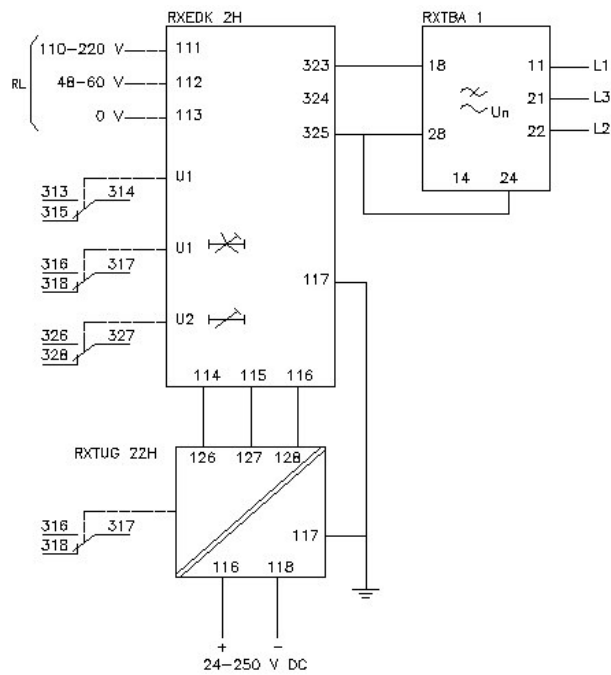 RXEDK 2H
RXTBA 1
RL
110-220 V
111
48-60 V
112
0 V
113
323
324
325
18
28
Un
11
L1
21
L3
22
L2
14
24
313
314
315
U1
316
317
318
U1
326
327
328
U2
117
114
115
116
RXTUG 22H
126
127
128
316
317
318
117
116
118
+
-
24-250 V DC